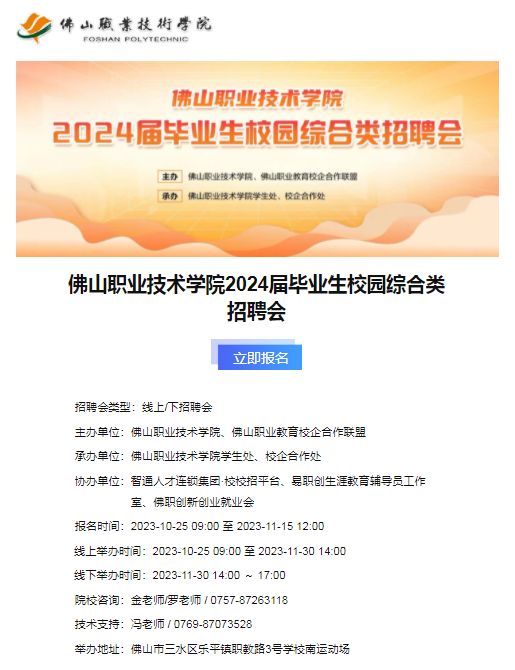 佛山職業技術學院
FOSHAN POLYTECHNIC
佛山职业技术学院
2024届毕业生校园综合类招聘会
主办 佛山职业技术学院、佛山职业教育校企合作联盟
承办 佛山职业技术学院学生处、校企合作处
佛山职业技术学院2024届毕业生校园综合类
招聘会
立即报名
招聘会类型：线上/下招聘会
主办单位：佛山职业技术学院、佛山职业教育校企合作联盟
承办单位：佛山职业技术学院学生处、校企合作处
协办单位：智通人才连锁集团·校校招平台、易职创生涯教育辅导员工作
室、佛职创新创业就业会
报名时间：2023-10-25 09:00 至 2023-11-15 12:00
线上举办时间：2023-10-25 09:00 至 2023-11-30 14:00
线下举办时间：2023-11-30 14:00 ～ 17:00
院校咨询：金老师/罗老师 / 0757-87263118
技术支持：冯老师 / 0769-87073528
举办地址：佛山市三水区乐平镇职教路3号学校南运动场